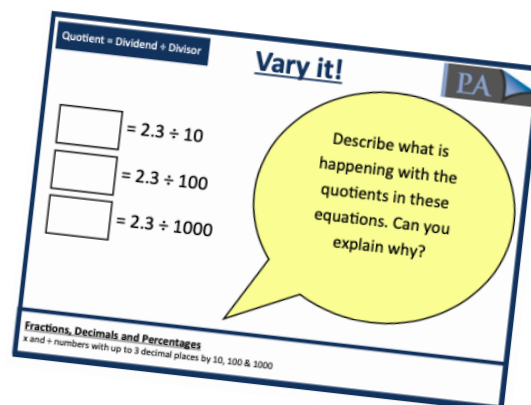 Quotient = Dividend ÷ Divisor
Vary it!
PA
= 2.3 ÷ 10
= 2.3 ÷ 100
= 2.3 ÷ 1000
Describe what is
happening with the
quotients in these
equations. Can you
explain why?
Fractions, Decimals and Percentages
x and ÷ numbers with up to 3 decimal places by 10, 100 & 1000